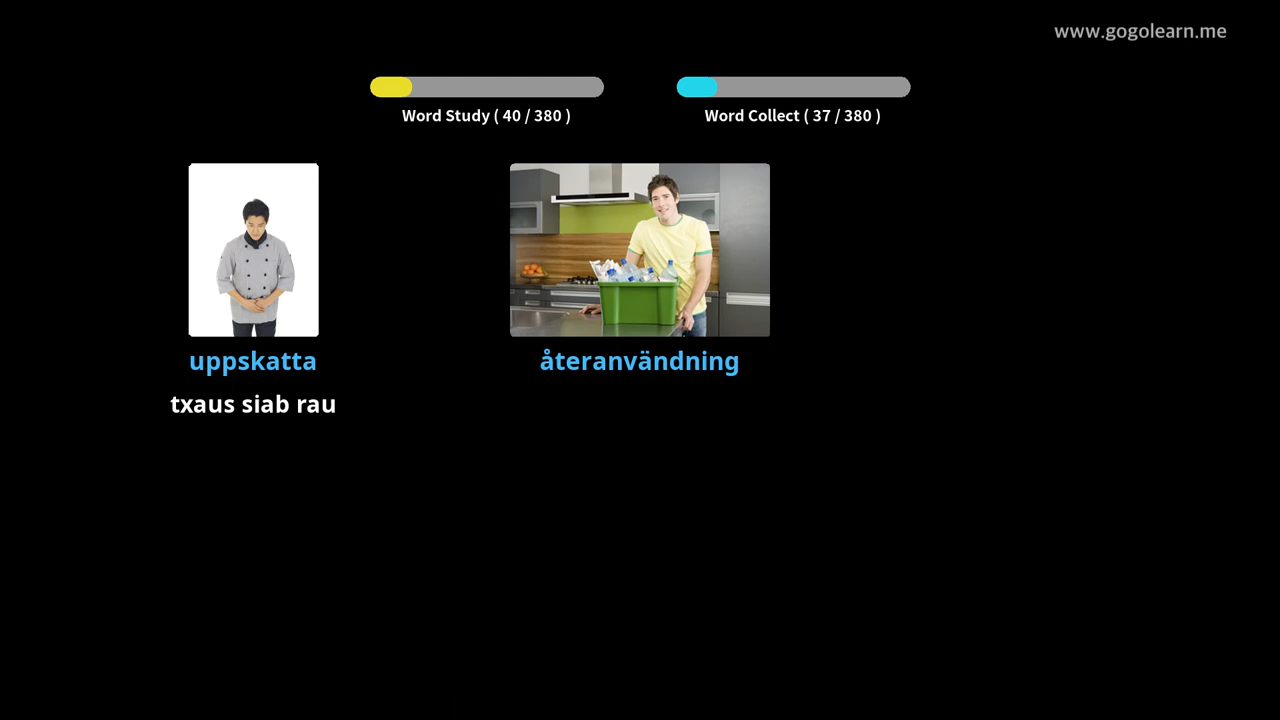 www.gogolearn.me
Word Study ( 40 / 380 )
Word Collect ( 37 / 380 )
uppskatta
återanvändning
txaus siab rau